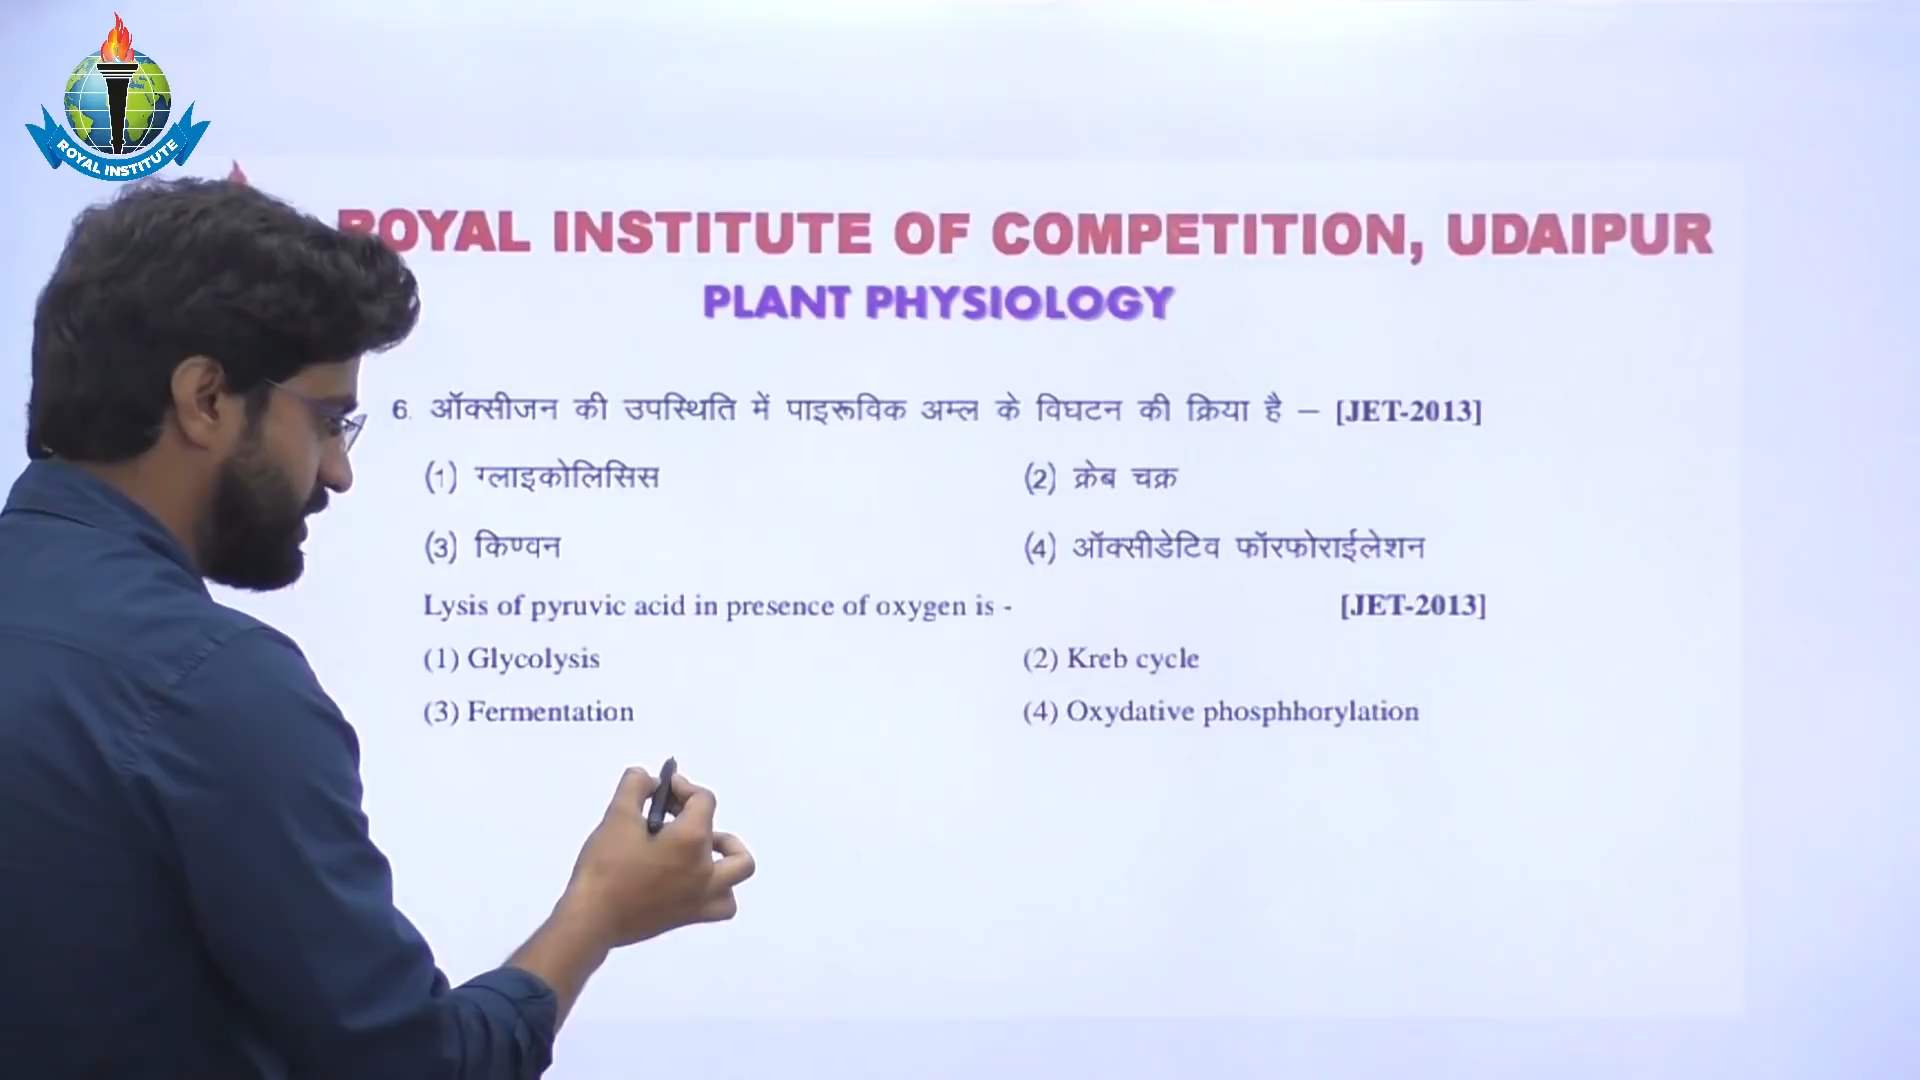 ROYAL INSTITUTE
ROYAL INSTITUTE OF COMPETITION, UDAIPUR
PLANT PHYSIOLOGY
6. ऑक्सीजन की उपस्थिति में पाइरूविक अम्ल के विघटन की क्रिया है – [JET-2013]
(1) ग्लाइकोलिसिस (2) क्रेब चक्र
(3) किण्वन (4) ऑक्सीडेटिव फॉरफोराईलेशन
Lysis of pyruvic acid in presence of oxygen is - [JET-2013]
(1) Glycolysis (2) Kreb cycle
(3) Fermentation (4) Oxydative phosphhorylation